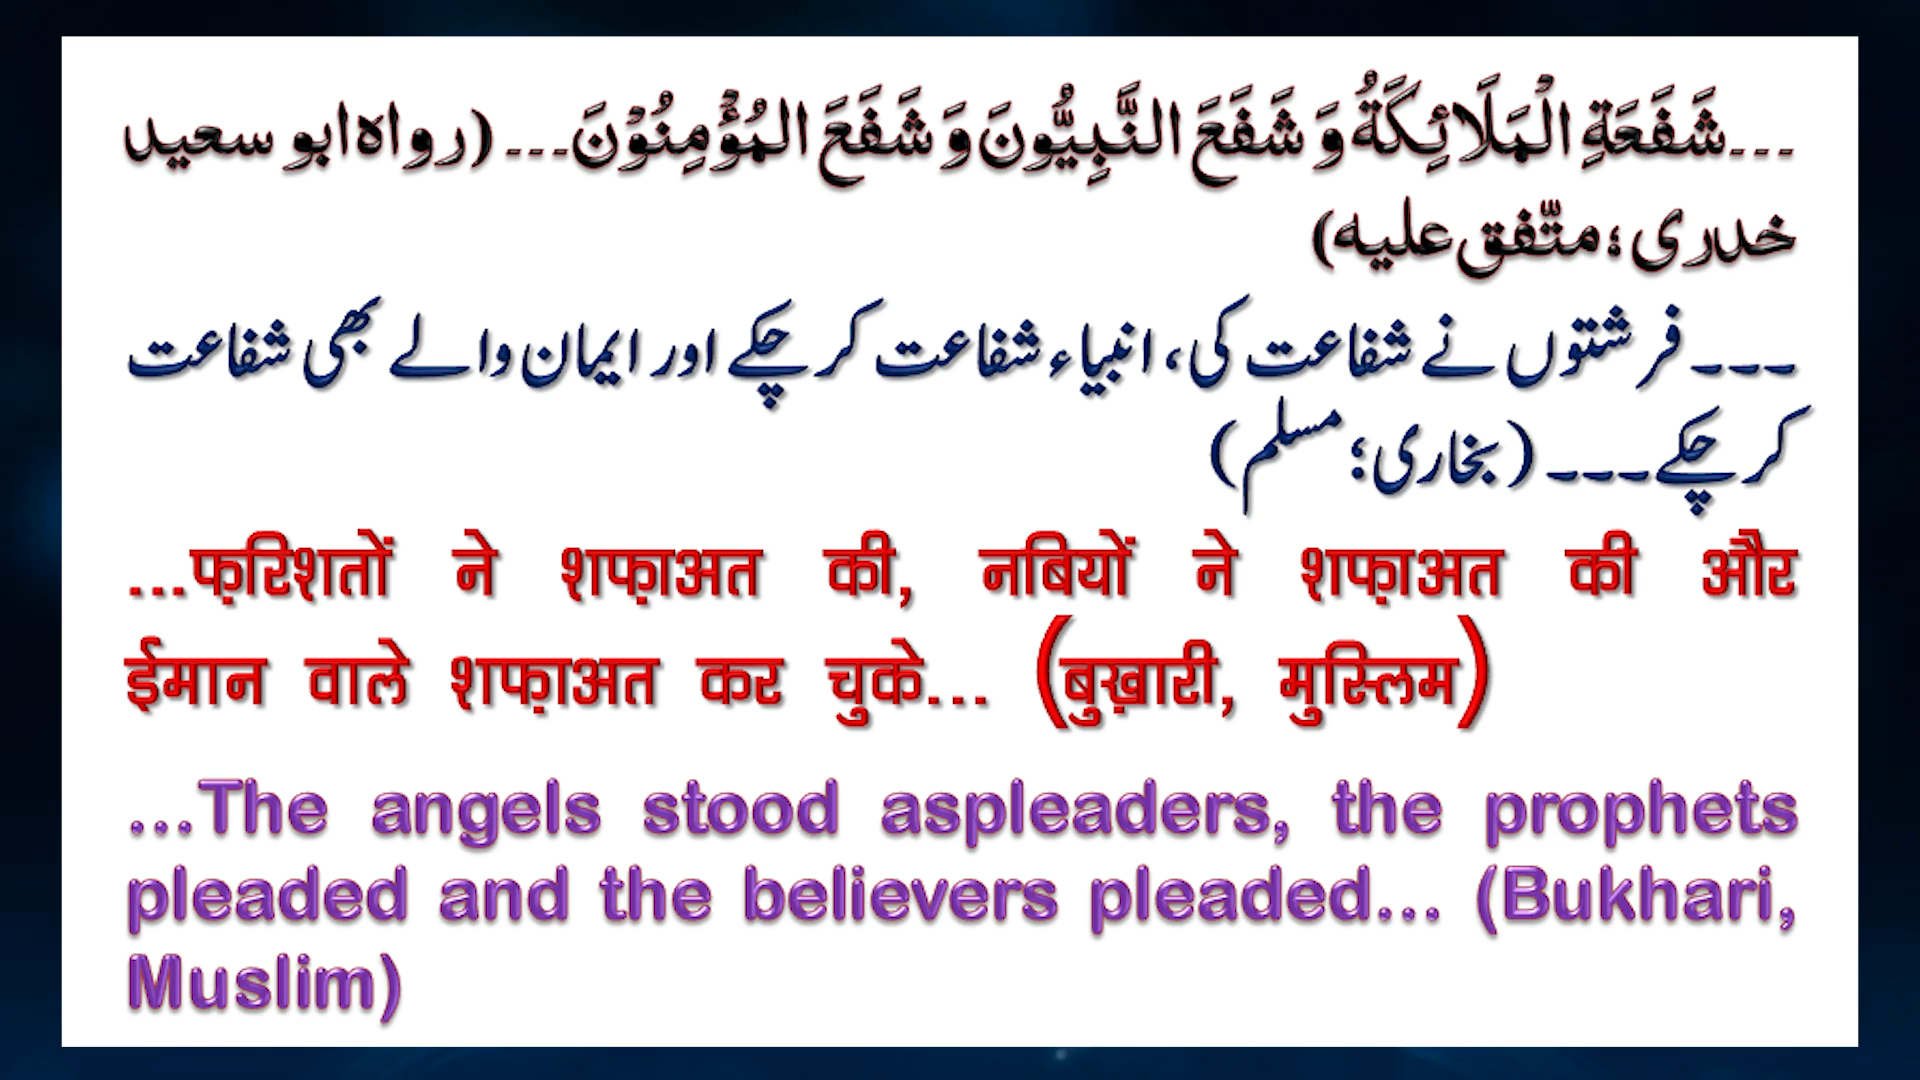 ...شَفَعَةِ الْمَلَائِكَةُ وَ شَفَعَ النَّبِيُّونَ وَ شَفَعَ المُؤْمِنُوْنَ... (رواہ ابو سعید
خدری؛ متّفق علیہ)
۔۔۔فرشتوں نے شفاعت کی، انبیاء شفاعت کر چکے اور ایمان والے بھی شفاعت
کر چکے۔۔۔ (بخاری؛ مسلم)
...फ़रिशतों ने शफ़ाअत की, नबियों ने शफ़ाअत की और
ईमान वाले शफ़ाअत कर चुके... (बुख़ारी, मुस्लिम)
...The angels stood aspleaders, the prophets
pleaded and the believers pleaded... (Bukhari,
Muslim)